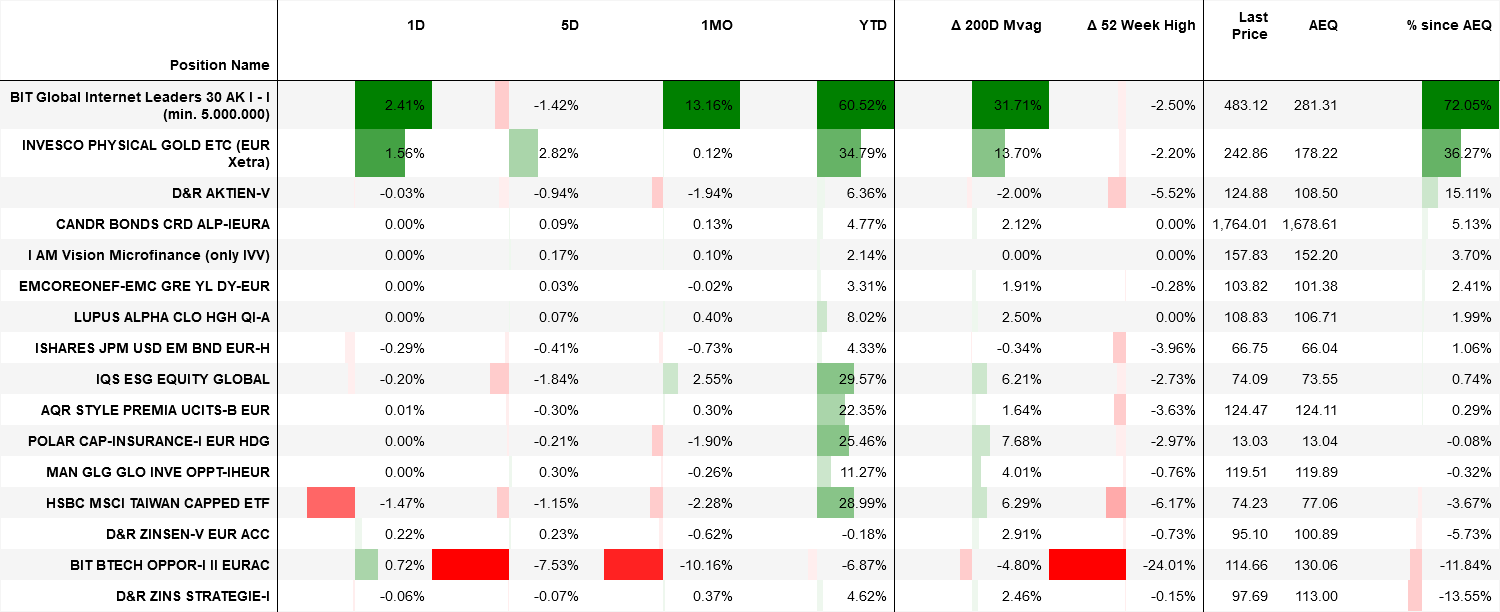 Position Name 1D 5D 1MO YTD Δ 200D Mvag Δ 52 Week High Last Price AEQ % since AEQ
BIT Global Internet Leaders 30 AK I - I
(min. 5.000.000) 2.41% -1.42% 13.16% 60.52% 31.71% -2.50% 483.12 281.31 72.05%
INVESCO PHYSICAL GOLD ETC (EUR
Xetra) 1.56% 2.82% 0.12% 34.79% 13.70% -2.20% 242.86 178.22 36.27%
D&R AKTIEN-V -0.03% -0.94% -1.94% 6.36% -2.00% -5.52% 124.88 108.50 15.11%
CANDR BONDS CRD ALP-IEURA 0.00% 0.09% 0.13% 4.77% 2.12% 0.00% 1,764.01 1,678.61 5.13%
I AM Vision Microfinance (only IVV) 0.00% 0.17% 0.10% 2.14% 0.00% 0.00% 157.83 152.20 3.70%
EMCOREONEF-EMC GRE YL DY-EUR 0.00% 0.03% -0.02% 3.31% 1.91% -0.28% 103.82 101.38 2.41%
LUPUS ALPHA CLO HGH QI-A 0.00% 0.07% 0.40% 8.02% 2.50% 0.00% 108.83 106.71 1.99%
ISHARES JPM USD EM BND EUR-H -0.29% -0.41% -0.73% 4.33% -0.34% -3.96% 66.75 66.04 1.06%
IQS ESG EQUITY GLOBAL -0.20% -1.84% 2.55% 29.57% 6.21% -2.73% 74.09 73.55 0.74%
AQR STYLE PREMIA UCITS-B EUR 0.01% -0.30% 0.30% 22.35% 1.64% -3.63% 124.47 124.11 0.29%
POLAR CAP-INSURANCE-I EUR HDG 0.00% -0.21% -1.90% 25.46% 7.68% -2.97% 13.03 13.04 -0.08%
MAN GLG GLO INVE OPPT-IHEUR 0.00% 0.30% -0.26% 11.27% 4.01% -0.76% 119.51 119.89 -0.32%
HSBC MSCI TAIWAN CAPPED ETF -1.47% -1.15% -2.28% 28.99% 6.29% -6.17% 74.23 77.06 -3.67%
D&R ZINSEN-V EUR ACC 0.22% 0.23% -0.62% -0.18% 2.91% -0.73% 95.10 100.89 -5.73%
BIT BTECH OPPOR-I II EURAC 0.72% -7.53% -10.16% -6.87% -4.80% -24.01% 114.66 130.06 -11.84%
D&R ZINS STRATEGIE-I -0.06% -0.07% 0.37% 4.62% 2.46% -0.15% 97.69 113.00 -13.55%